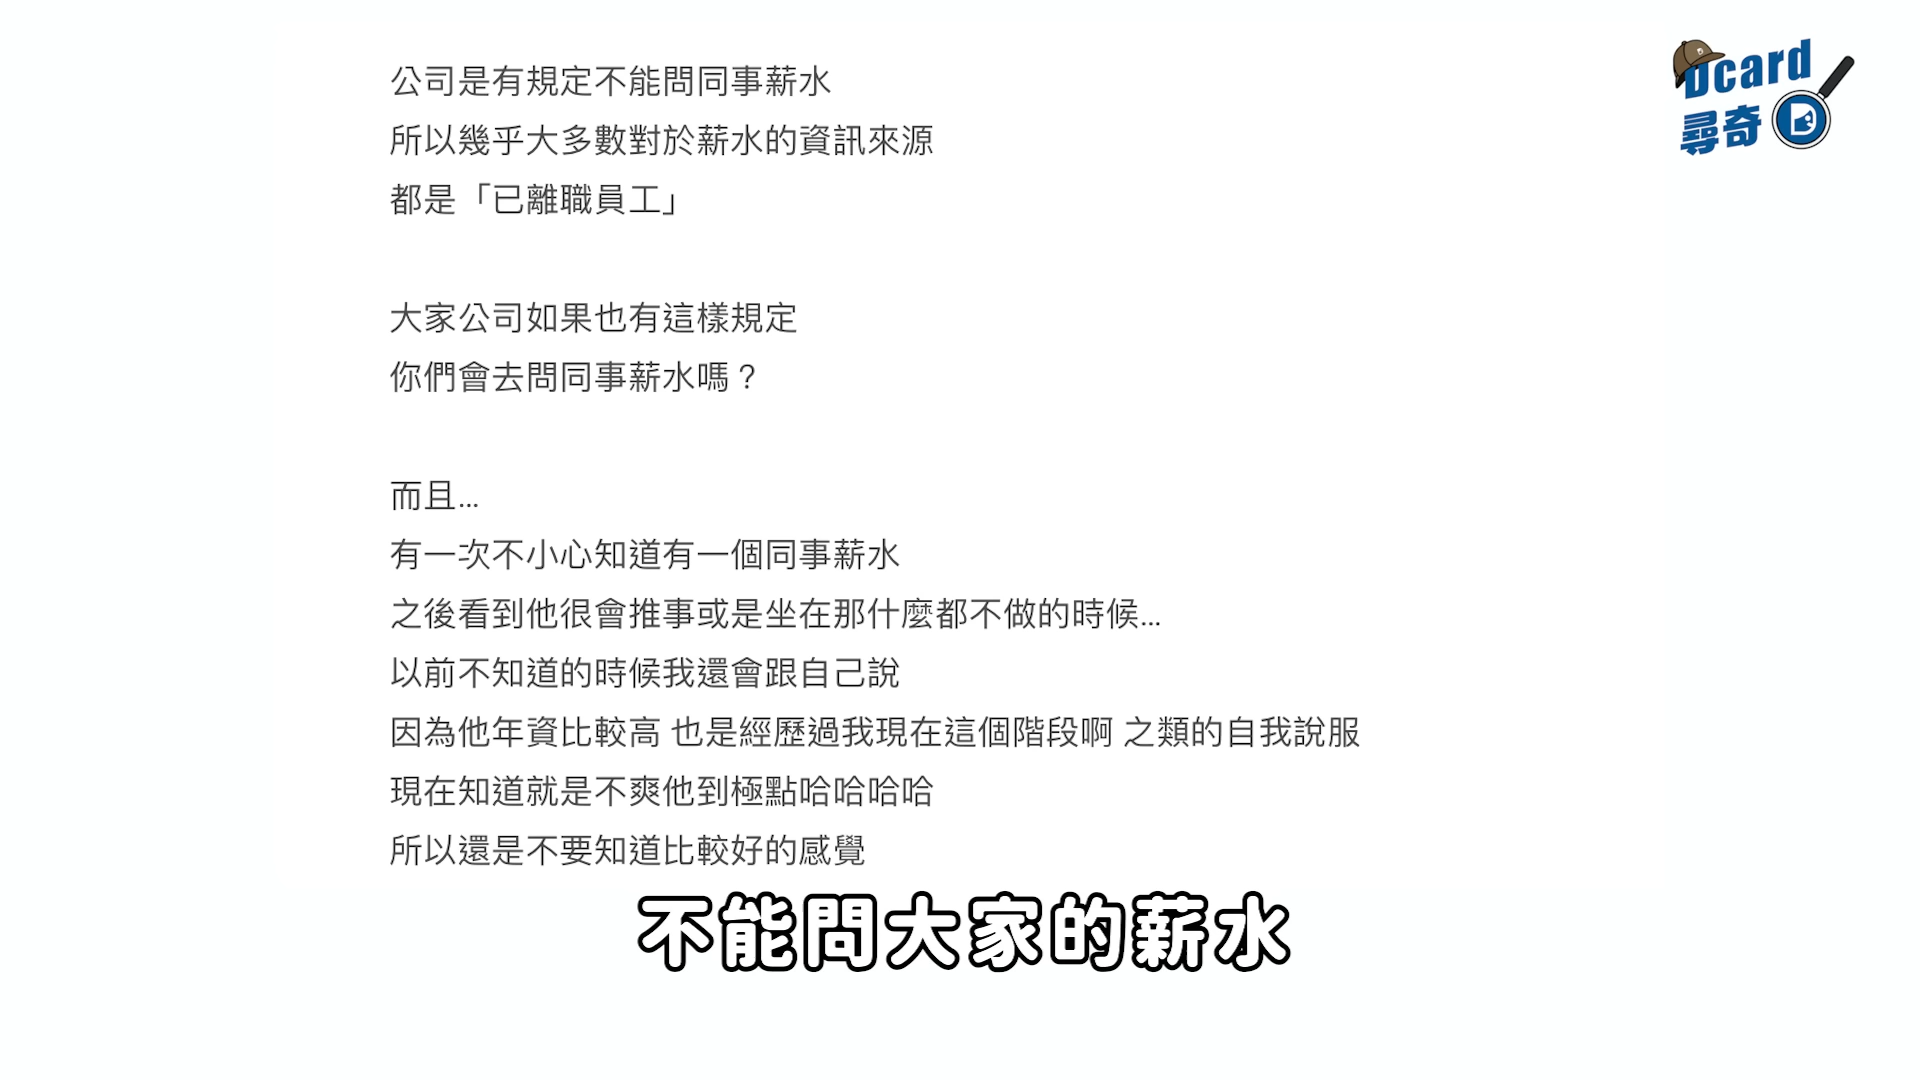 公司是有規定不能問同事薪水
所以幾乎大多數對於薪水的資訊來源
都是「已離職員工」
大家公司如果也有這樣規定
你們會去問同事薪水嗎？
而且...
有一次不小心知道有一個同事薪水
之後看到他很會推事或是坐在那什麼都不做的時候...
以前不知道的時候我還會跟自己說
因為他年資比較高 也是經歷過我現在這個階段啊 之類的自我說服
現在知道就是不爽他到極點哈哈哈哈
所以還是不要知道比較好的感覺
不能問大家的薪水
Dcard
尋奇
D